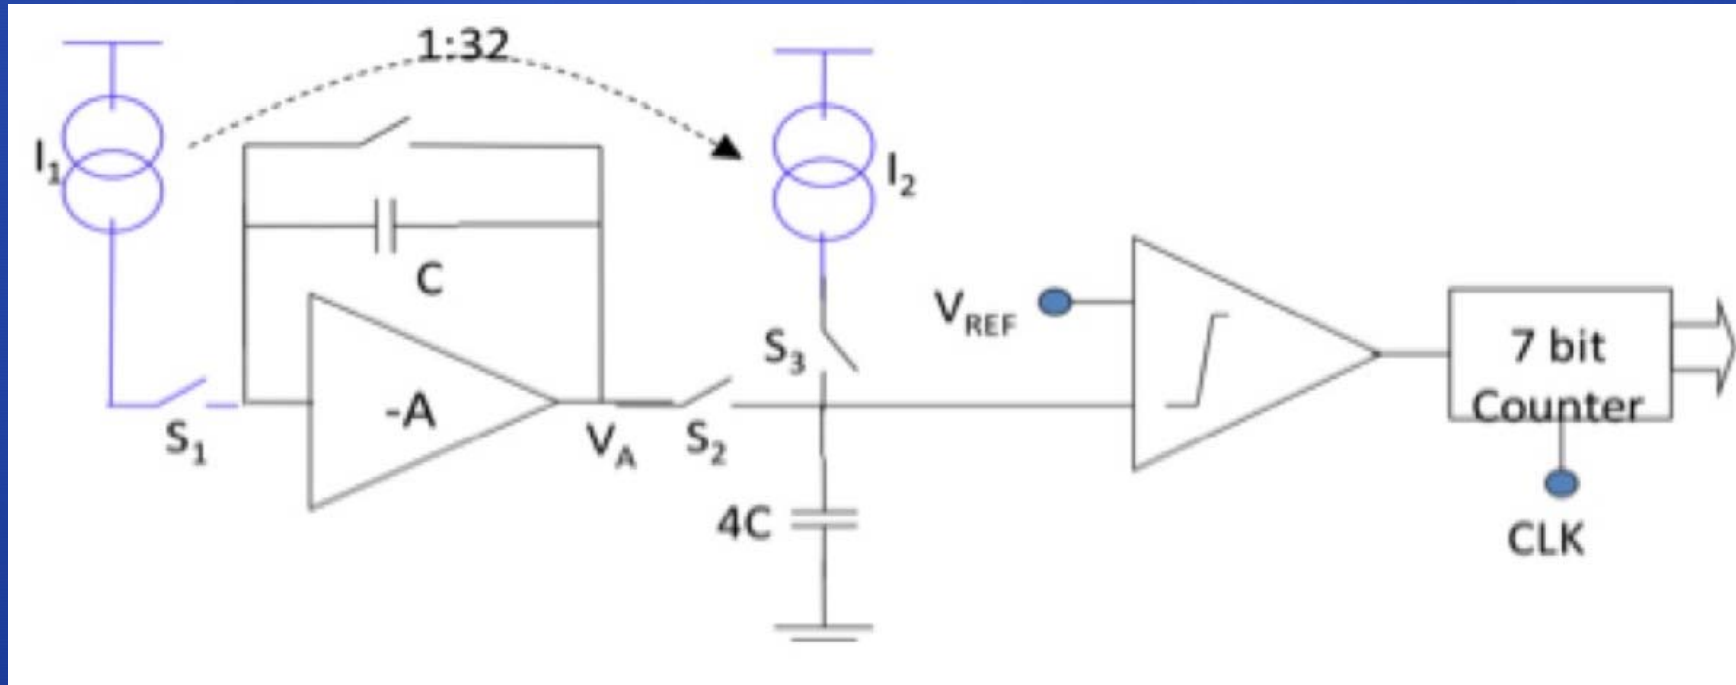 1:32
I1
I2
C
VREF
S3
7 bit
Counter
-A
S1
VA
S2
4C
CLK